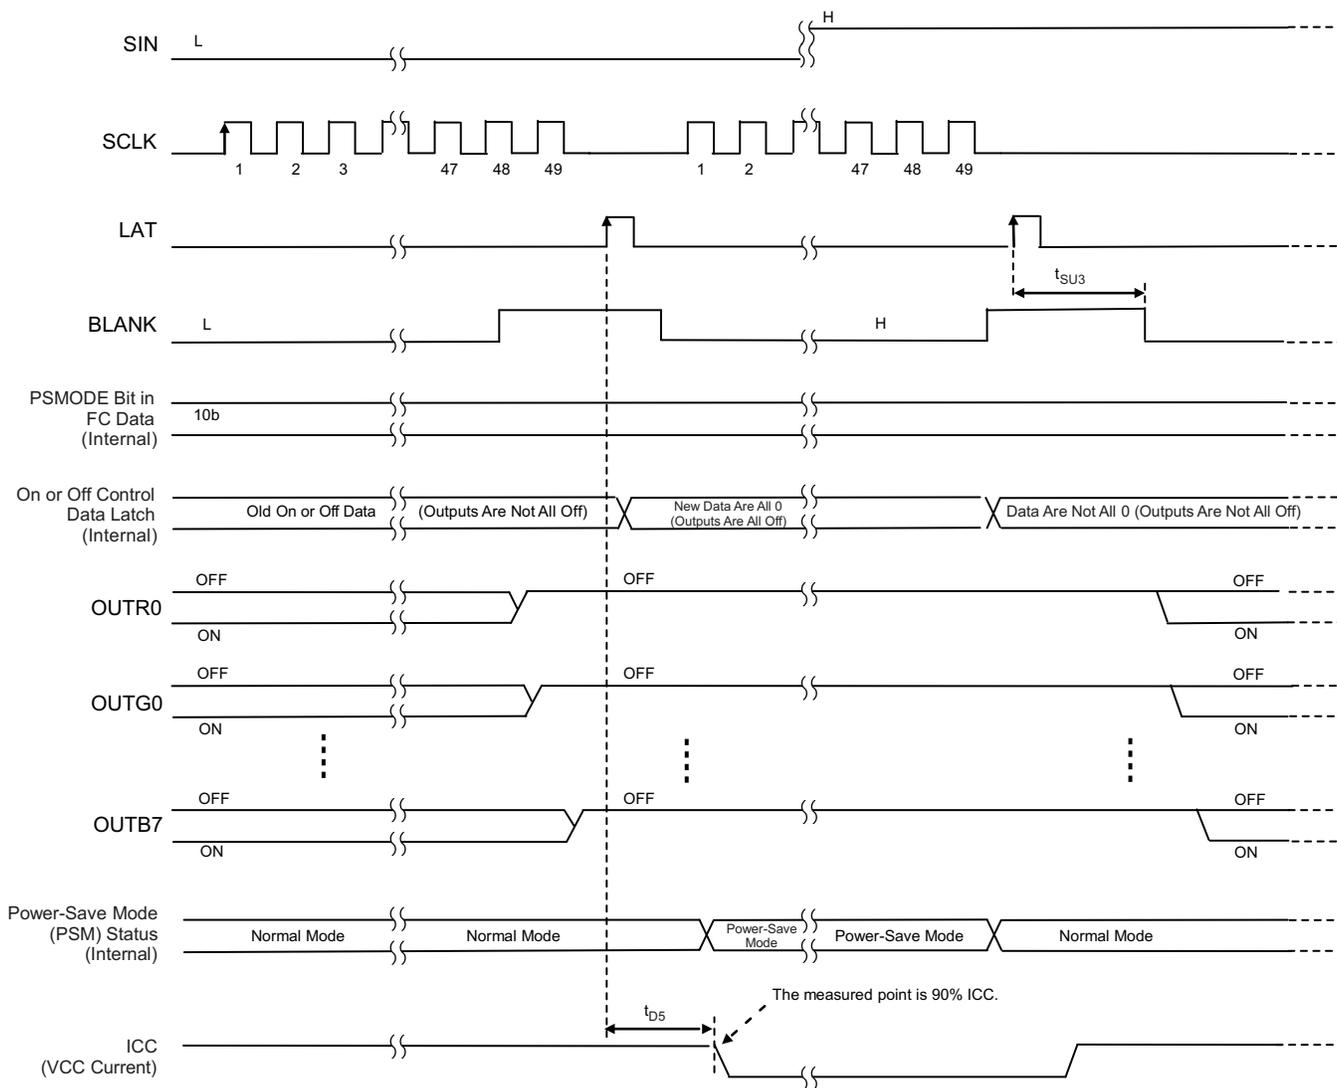 H
SIN
L
SCLK
1 2 3 47 48 49 1 2 47 48 49
LAT
tSU3
BLANK
L
H
PSMODE Bit in
FC Data
(Internal)
10b
On or Off Control
Data Latch
(Internal)
Old On or Off Data
(Outputs Are Not All Off)
New Data Are All 0
(Outputs Are All Off)
Data Are Not All 0 (Outputs Are Not All Off)
OFF OFF OFF
OUTR0
ON ON
OFF OFF OFF
OUTG0
ON ON
OFF OFF OFF
OUTB7
ON ON
Power-Save Mode
(PSM) Status
(Internal)
Normal Mode
Normal Mode
Power-Save
Mode
Power-Save Mode
Normal Mode
The measured point is 90% ICC.
tD5
ICC
(VCC Current)